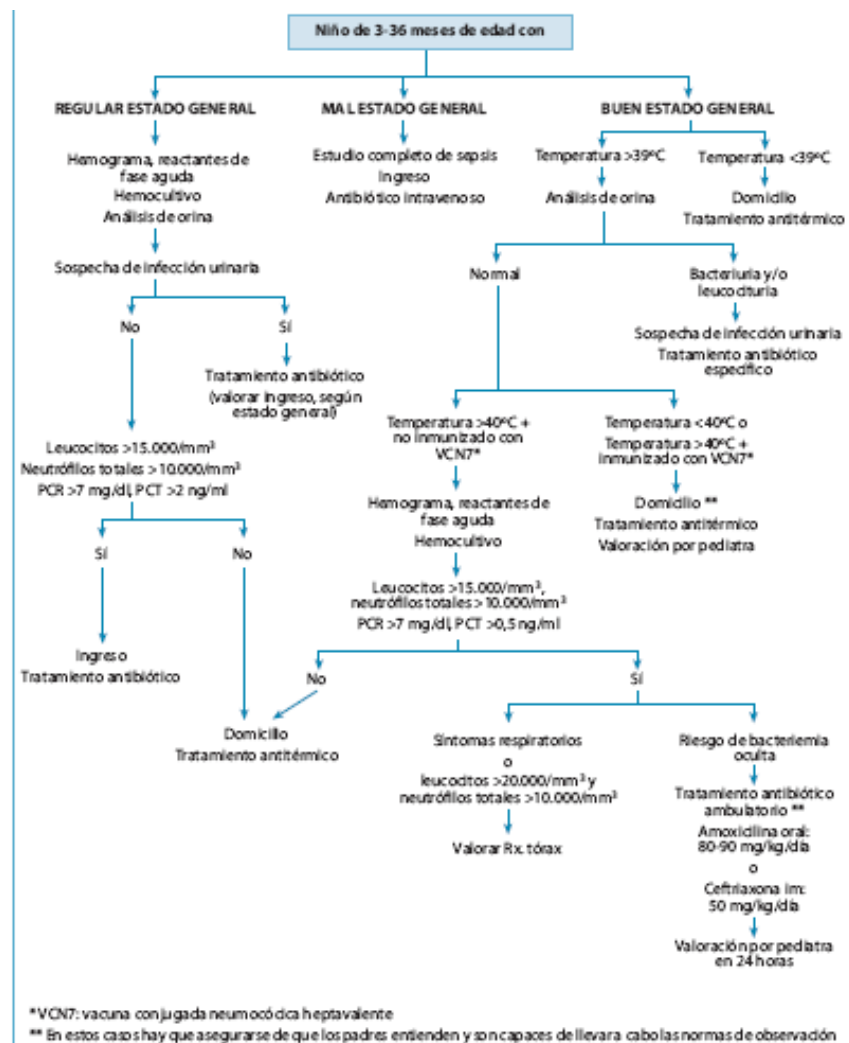 Niño de 3-36 meses de edad con
REGULAR ESTADO GENERAL
Hemograma, reactantes de
fase aguda
Hemocultivo
Análisis de orina
Sospecha de infección urinaria
No
Sí
Tratamiento antibiótico
(valorar ingreso, según
estado general)
Leucocitos >15.000/mm³
Neutrófilos totales >10.000/mm³
PCR >7 mg/dl, PCT >2 ng/ml
Sí
No
Ingreso
Tratamiento antibiótico
Domicilio
Tratamiento antitérmico
MAL ESTADO GENERAL
Estudio completo de sepsis
Ingreso
Antibiótico intravenoso
BUEN ESTADO GENERAL
Temperatura >39ºC
Temperatura <39ºC
Domicilio
Tratamiento antitérmico
Análisis de orina
Normal
Bacteriuria y/o
leucocituria
Sospecha de infección urinaria
Tratamiento antibiótico
específico
Temperatura >40ºC +
no inmunizado con
VCN7*
Temperatura <40ºC o
Temperatura >40ºC +
inmunizado con VCN7*
Domicilio **
Tratamiento antitérmico
Valoración por pediatra
Hemograma, reactantes de
fase aguda
Hemocultivo
Leucocitos >15.000/mm³,
neutrófilos totales >10.000/mm³
PCR >7 mg/dl, PCT >0,5 ng/ml
No
Sí
Síntomas respiratorios
o
leucocitos >20.000/mm³ y
neutrófilos totales >10.000/mm³
Valorar Rx. tórax
Riesgo de bacteriemia
oculta
Tratamiento antibiótico
ambulatorio **
Amoxicilina oral:
80-90 mg/kg/día
o
Ceftriaxona im:
50 mg/kg/día
Valoración por pediatra
en 24 horas
*VCN7: vacuna conjugada neumocócica heptavalente
** En estos casos hay que asegurarse de que los padres entienden y son capaces de llevar a cabo las normas de observación